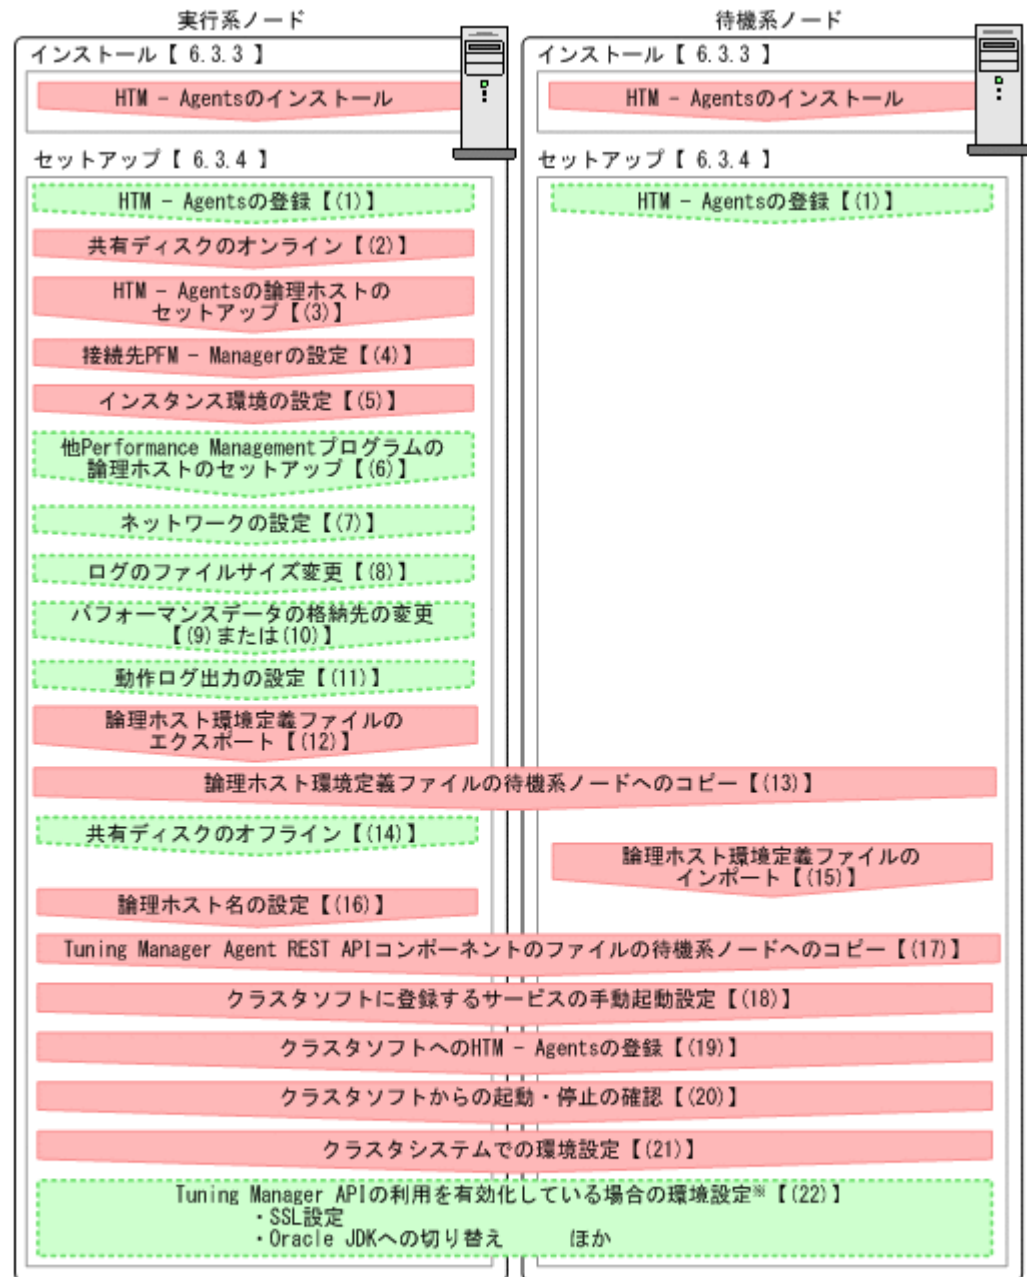 実行系ノード
待機系ノード
インストール【 6.3.3 】
インストール【 6.3.3 】
HTM - Agentsのインストール
HTM - Agentsのインストール
セットアップ【 6.3.4 】
セットアップ【 6.3.4 】
HTM - Agentsの登録【(1)】
HTM - Agentsの登録【(1)】
共有ディスクのオンライン【(2)】
HTM - Agentsの論理ホストの
セットアップ【(3)】
接続先PFM - Managerの設定【(4)】
インスタンス環境の設定【(5)】
他Performance Managementプログラムの
論理ホストのセットアップ【(6)】
ネットワークの設定【(7)】
ログのファイルサイズ変更【(8)】
パフォーマンスデータの格納先の変更
【(9)または(10)】
動作ログ出力の設定【(11)】
論理ホスト環境定義ファイルの
エクスポート【(12)】
論理ホスト環境定義ファイルの待機系ノードへのコピー【(13)】
共有ディスクのオフライン【(14)】
論理ホスト環境定義ファイルの
インポート【(15)】
論理ホスト名の設定【(16)】
Tuning Manager Agent REST APIコンポーネントのファイルの待機系ノードへのコピー【(17)】
クラスタソフトに登録するサービスの手動起動設定【(18)】
クラスタソフトへのHTM - Agentsの登録【(19)】
クラスタソフトからの起動・停止の確認【(20)】
クラスタシステムでの環境設定【(21)】
Tuning Manager APIの利用を有効化している場合の環境設定※【(22)】
・SSL設定
・Oracle JDKへの切り替え　　　ほか